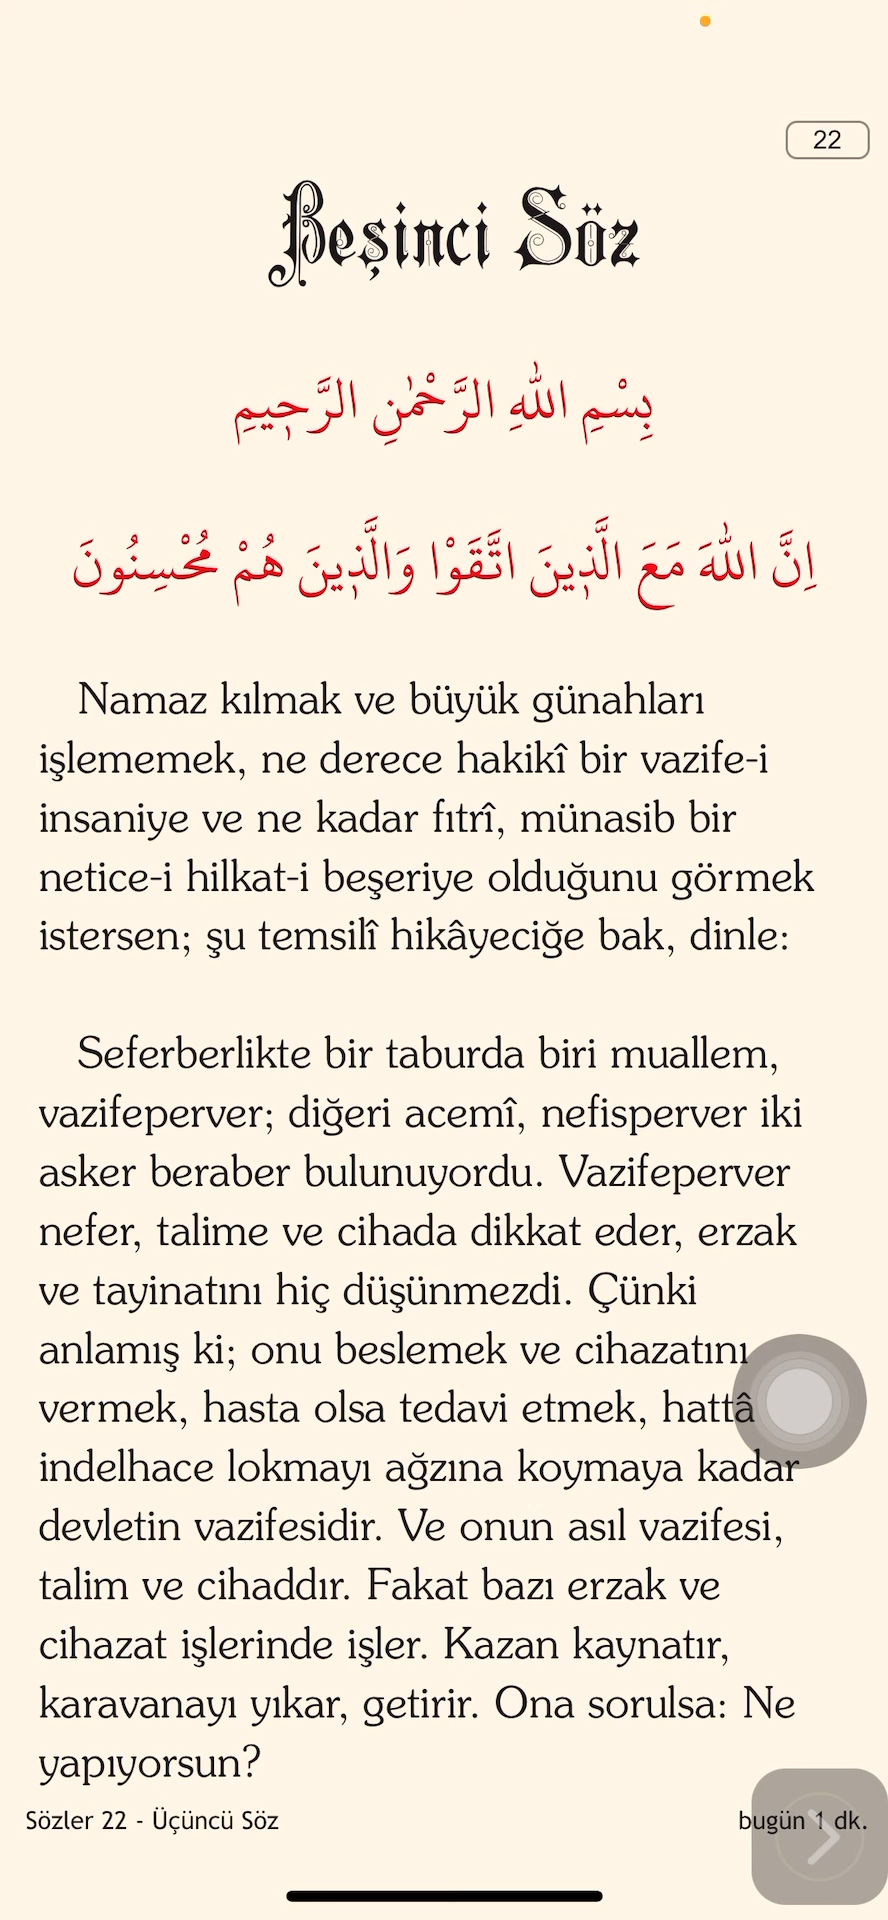 22
Beşinci Söz
بِسْمِ اللّٰهِ الرَّحْمٰنِ الرَّحٖيمِ
اِنَّ اللّٰهَ مَعَ الَّذٖينَ اتَّقَوْا وَالَّذٖينَ هُمْ مُحْسِنُونَ
Namaz kılmak ve büyük günahları
işlememek, ne derece hakikî bir vazife-i
insaniye ve ne kadar fıtrî, münasib bir
netice-i hilkat-i beşeriye olduğunu görmek
istersen; şu temsilî hikâyeciğe bak, dinle:
Seferberlikte bir taburda biri muallem,
vazifeperver; diğeri acemî, nefisperver iki
asker beraber bulunuyordu. Vazifeperver
nefer, talime ve cihada dikkat eder, erzak
ve tayinatını hiç düşünmezdi. Çünki
anlamış ki; onu beslemek ve cihazatını
vermek, hasta olsa tedavi etmek, hattâ
indelhace lokmayı ağzına koymaya kadar
devletin vazifesidir. Ve onun asıl vazifesi,
talim ve cihaddır. Fakat bazı erzak ve
cihazat işlerinde işler. Kazan kaynatır,
karavanayı yıkar, getirir. Ona sorulsa: Ne
yapıyorsun?
Sözler 22 - Üçüncü Söz
bugün 1 dk.